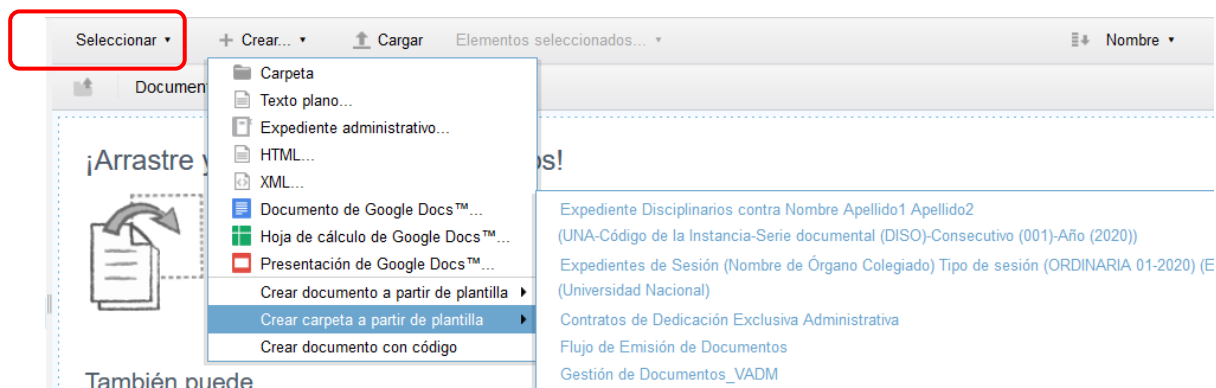 Seleccionar
Crear...
Cargar
Elementos seleccionados...
Nombre
Carpeta
Documen
Texto plano...
Expediente administrativo...
¡Arrastre y
HTML...
os!
XML...
Documento de Google Docs™...
Hoja de cálculo de Google Docs™...
Presentación de Google Docs™...
Crear documento a partir de plantilla
Crear carpeta a partir de plantilla
Crear documento con código
Expediente Disciplinarios contra Nombre Apellido1 Apellido2
(UNA-Código de la Instancia-Serie documental (DISO)-Consecutivo (001)-Año (2020))
Expedientes de Sesión (Nombre de Órgano Colegiado) Tipo de sesión (ORDINARIA 01-2020) (E
(Universidad Nacional)
Contratos de Dedicación Exclusiva Administrativa
Flujo de Emisión de Documentos
Gestión de Documentos_VADM
También puede